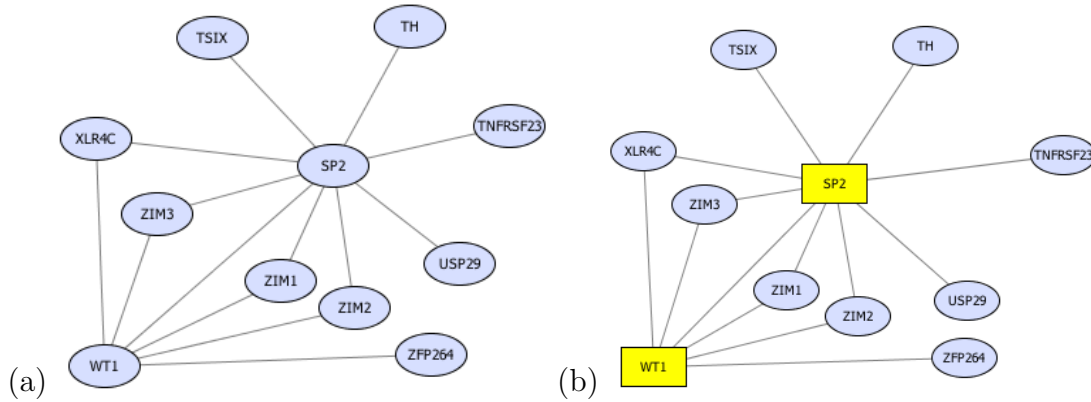 TSIX
TH
XLR4C
TNFRSF23
SP2
ZIM3
ZIM1
USP29
ZIM2
WT1
ZFP264
(a)
TSIX
TH
XLR4C
TNFRSF23
SP2
ZIM3
ZIM1
USP29
ZIM2
ZFP264
WT1
(b)